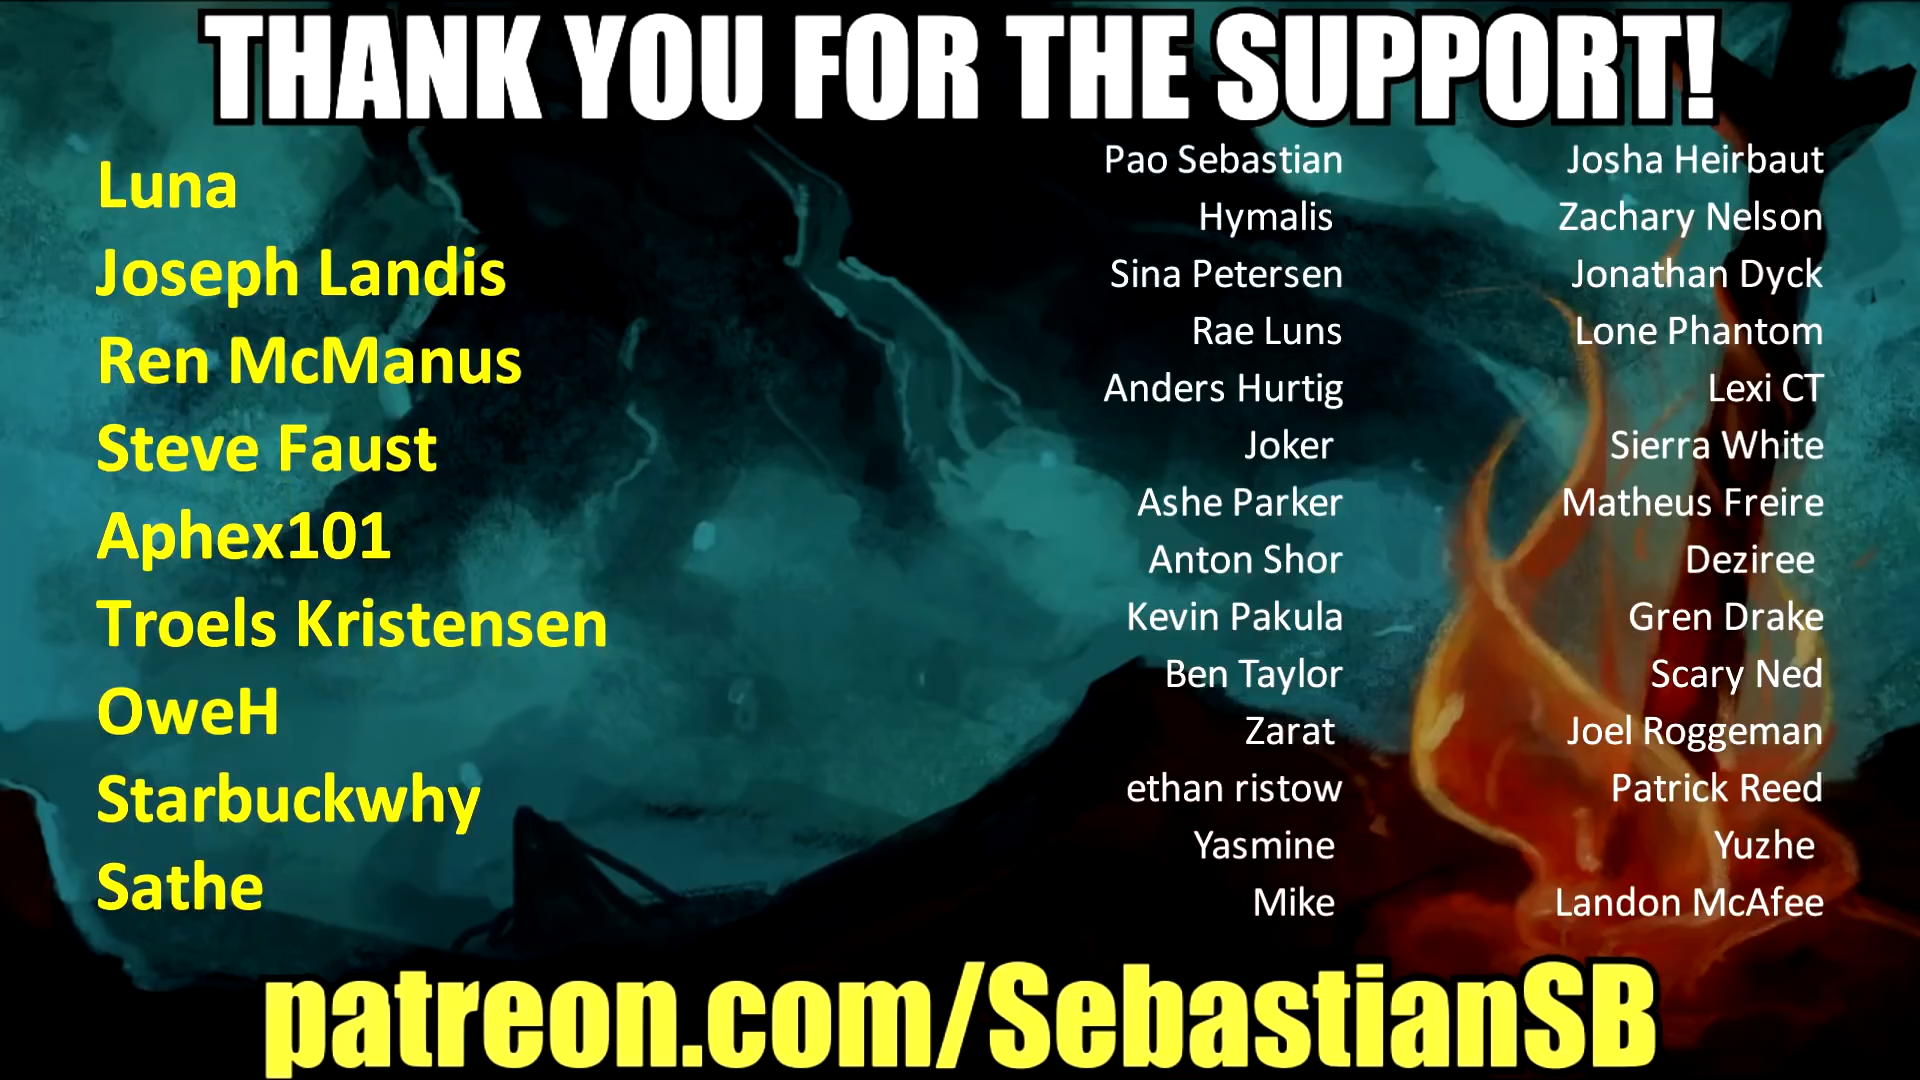 THANK YOU FOR THE SUPPORT!
Luna
Joseph Landis
Ren McManus
Steve Faust
Aphex101
Troels Kristensen
OweH
Starbuckwhy
Sathe
Pao Sebastian
Hymalis
Sina Petersen
Rae Luns
Anders Hurtig
Joker
Ashe Parker
Anton Shor
Kevin Pakula
Ben Taylor
Zarat
ethan ristow
Yasmine
Mike
Josha Heirbaut
Zachary Nelson
Jonathan Dyck
Lone Phantom
Lexi CT
Sierra White
Matheus Freire
Deziree
Gren Drake
Scary Ned
Joel Roggeman
Patrick Reed
Yuzhe
Landon McAfee
patreon.com/SebastianSB